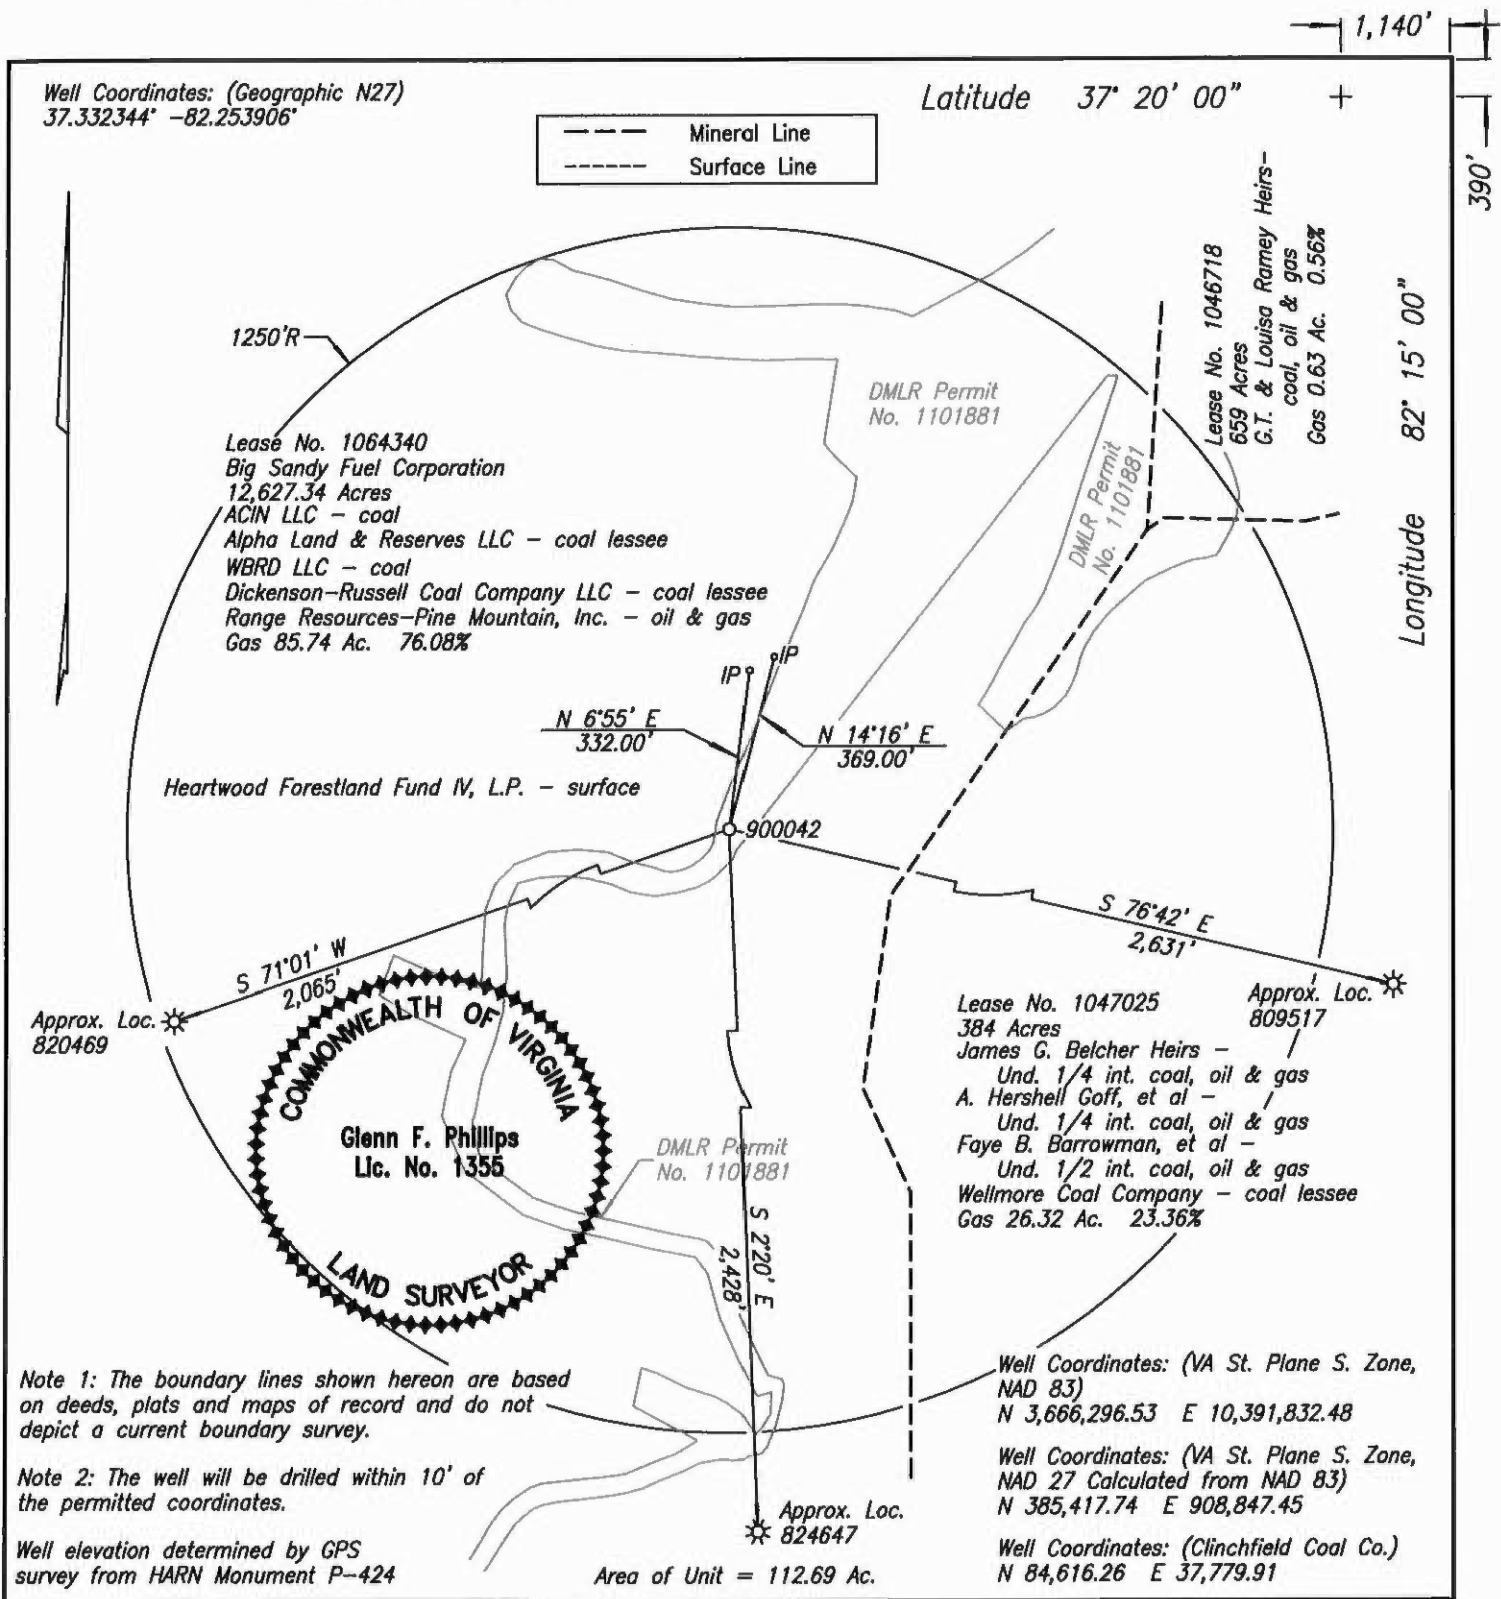 1,140'
Well Coordinates: (Geographic N27)
37.332344° -82.253906°
Latitude 37° 20' 00"
390'
Mineral Line
Surface Line
Lease No. 1046718
659 Acres
G.T. & Louisa Ramey Heirs-
coal, oil & gas
Gas 0.63 Ac. 0.56%
Longitude 82° 15' 00"
1250'R
DMLR Permit
No. 1101881
DMLR Permit
No. 1101881
Lease No. 1064340
Big Sandy Fuel Corporation
12,627.34 Acres
ACIN LLC - coal
Alpha Land & Reserves LLC - coal lessee
WBRD LLC - coal
Dickenson-Russell Coal Company LLC - coal lessee
Range Resources-Pine Mountain, Inc. - oil & gas
Gas 85.74 Ac. 76.08%
IP
IP
N 6°55' E
332.00'
N 14°16' E
369.00'
Heartwood Forestland Fund IV, L.P. - surface
900042
S 76°42' E
2,631'
S 71°01' W
2,065'
Approx. Loc.
820469
Approx. Loc.
809517
Lease No. 1047025
384 Acres
James G. Belcher Heirs -
Und. 1/4 int. coal, oil & gas
A. Hershell Goff, et al -
Und. 1/4 int. coal, oil & gas
Faye B. Barrowman, et al -
Und. 1/2 int. coal, oil & gas
Wellmore Coal Company - coal lessee
Gas 26.32 Ac. 23.36%
COMMONWEALTH OF VIRGINIA
Glenn F. Phillips
Lic. No. 1355
LAND SURVEYOR
DMLR Permit
No. 1101881
S 2°20' E
2,428'
Note 1: The boundary lines shown hereon are based
on deeds, plats and maps of record and do not
depict a current boundary survey.
Note 2: The well will be drilled within 10' of
the permitted coordinates.
Well elevation determined by GPS
survey from HARN Monument P-424
Approx. Loc.
824647
Area of Unit = 112.69 Ac.
Well Coordinates: (VA St. Plane S. Zone,
NAD 83)
N 3,666,296.53 E 10,391,832.48
Well Coordinates: (VA St. Plane S. Zone,
NAD 27 Calculated from NAD 83)
N 385,417.74 E 908,847.45
Well Coordinates: (Clinchfield Coal Co.)
N 84,616.26 E 37,779.91